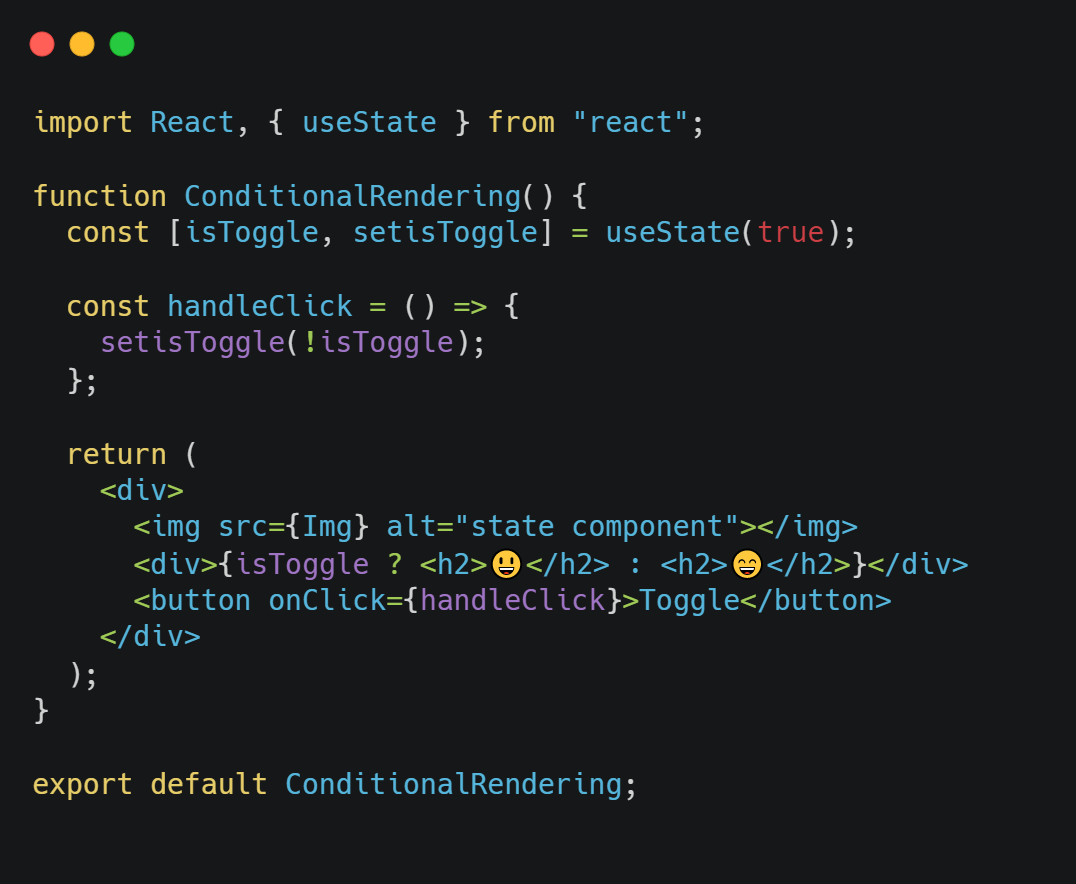 import React, { useState } from "react";

function ConditionalRendering() {
  const [isToggle, setisToggle] = useState(true);

  const handleClick = () => {
    setisToggle(!isToggle);
  };

  return (
    <div>
      <img src={Img} alt="state component"></img>
      <div>{isToggle ? <h2>😃</h2> : <h2>😄</h2>}</div>
      <button onClick={handleClick}>Toggle</button>
    </div>
  );
}

export default ConditionalRendering;